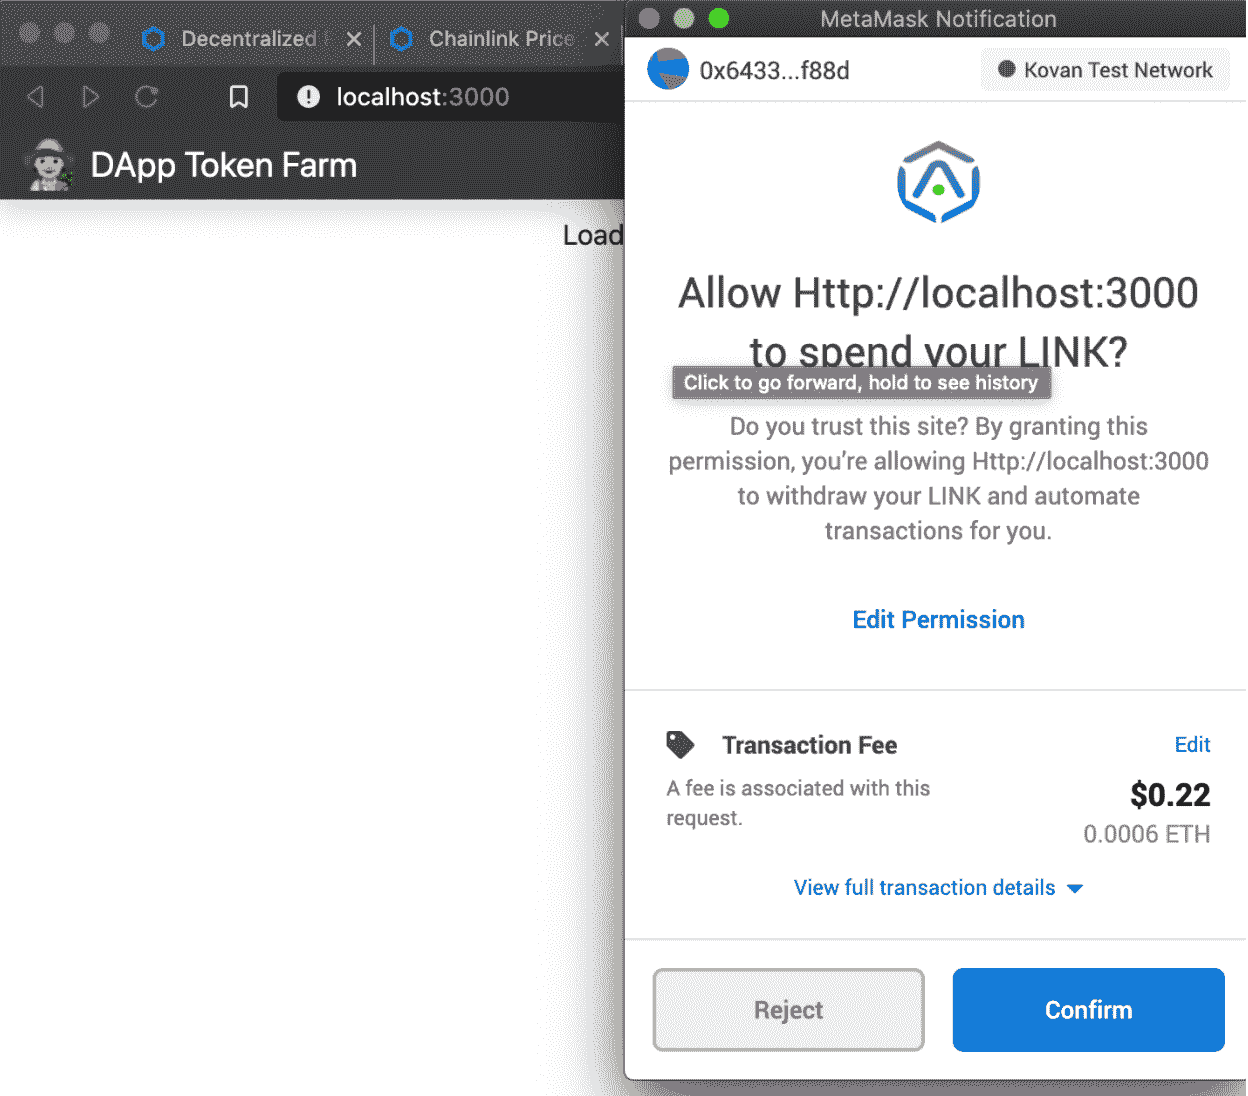 Decentralized
Chainlink Price
localhost:3000
DApp Token Farm
Load
MetaMask Notification
0x6433...f88d
Kovan Test Network
Allow Http://localhost:3000
to spend your LINK?
Click to go forward, hold to see history
Do you trust this site? By granting this
permission, you're allowing Http://localhost:3000
to withdraw your LINK and automate
transactions for you.
Edit Permission
Transaction Fee
Edit
A fee is associated with this
request.
$0.22
0.0006 ETH
View full transaction details
Reject
Confirm